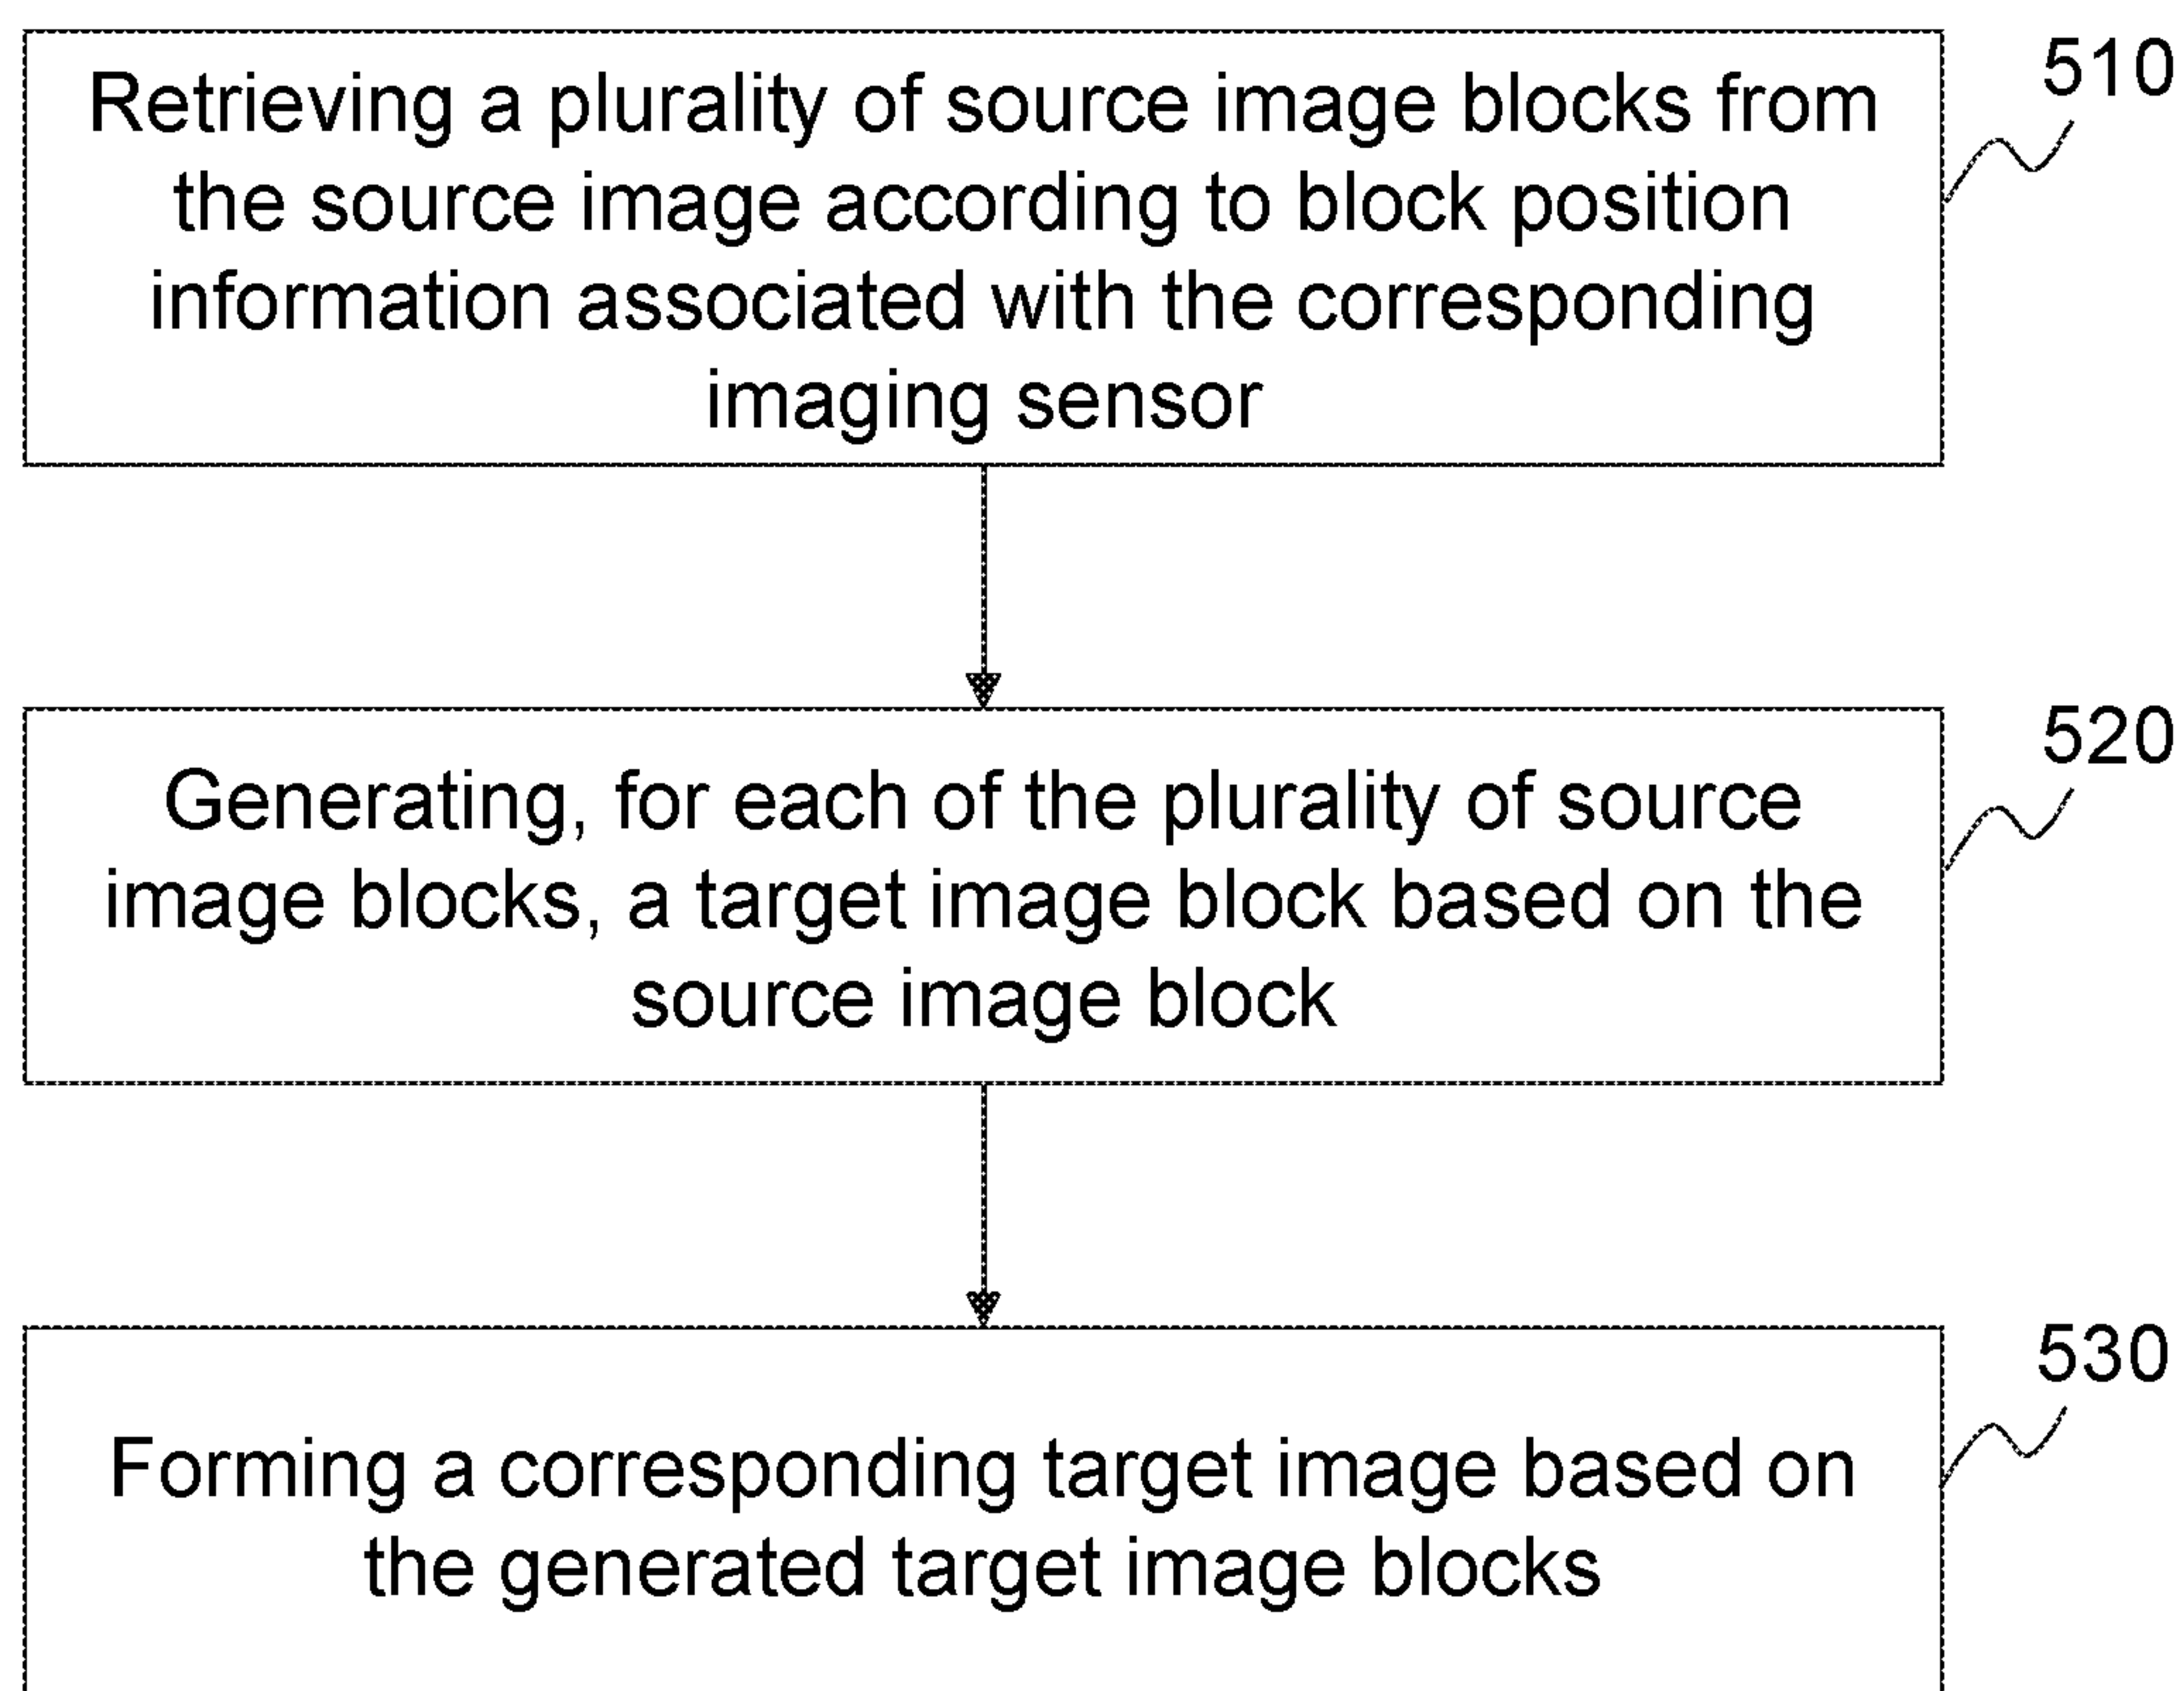 Retrieving a plurality of source image blocks from
the source image according to block position
information associated with the corresponding
imaging sensor
510
Generating, for each of the plurality of source
image blocks, a target image block based on the
source image block
520
Forming a corresponding target image based on
the generated target image blocks
530